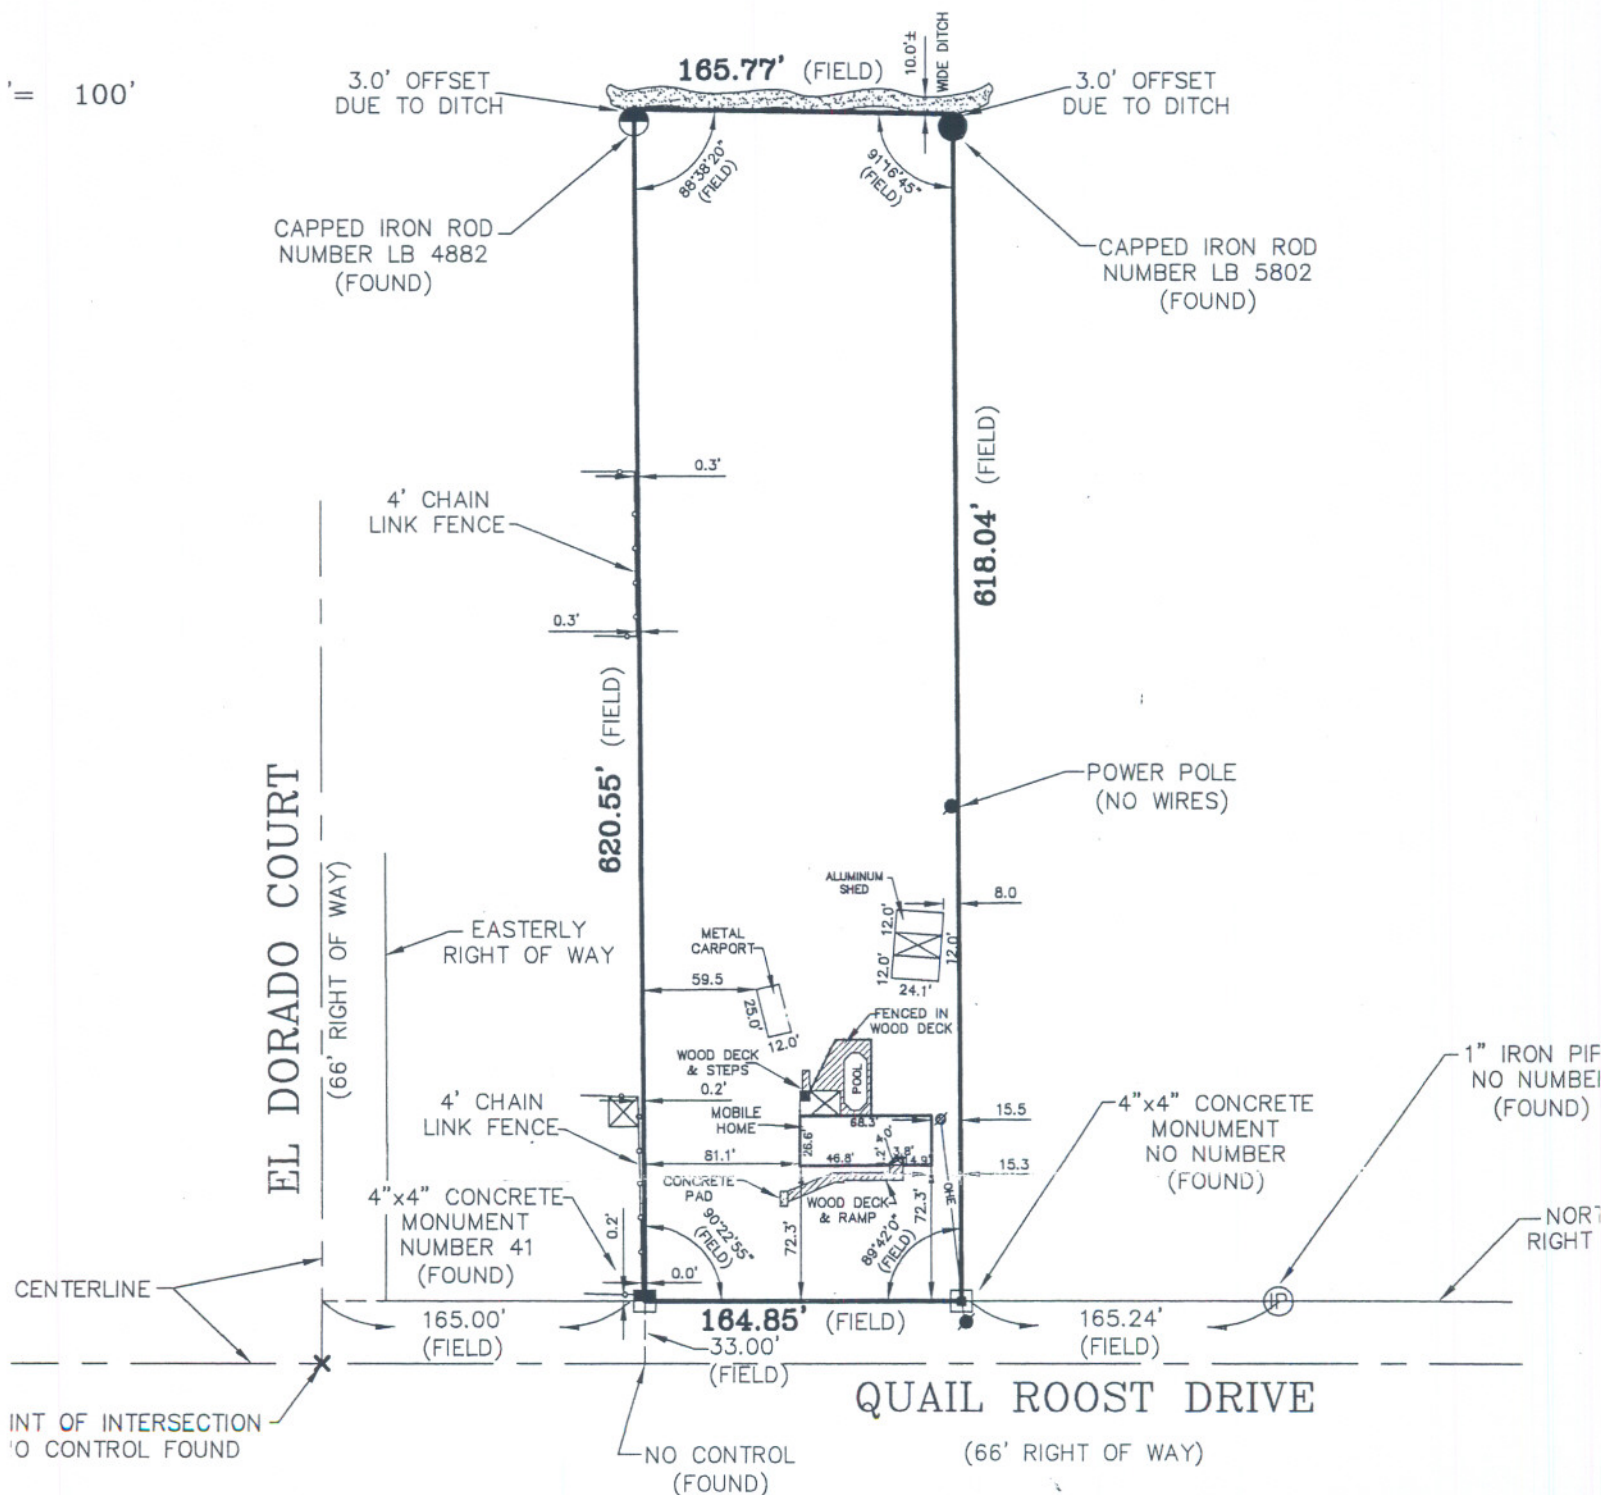 '= 100'
165.77' (FIELD)
10.0'±
WIDE DITCH
3.0' OFFSET
DUE TO DITCH
3.0' OFFSET
DUE TO DITCH
88°38'20"
(FIELD)
91°16'45"
(FIELD)
CAPPED IRON ROD
NUMBER LB 4882
(FOUND)
CAPPED IRON ROD
NUMBER LB 5802
(FOUND)
0.3'
4' CHAIN
LINK FENCE
0.3'
618.04' (FIELD)
620.55' (FIELD)
EL DORADO COURT
(66' RIGHT OF WAY)
EASTERLY
RIGHT OF WAY
POWER POLE
(NO WIRES)
ALUMINUM
SHED
8.0
12.0'
12.0'
12.0'
24.1'
METAL
CARPORT
59.5
25.0'
12.0'
FENCED IN
WOOD DECK
WOOD DECK
& STEPS
POOL
0.2'
4' CHAIN
LINK FENCE
MOBILE
HOME
68.3'
26.6'
46.8'
3.8'
14.9'
15.5
15.3
81.1'
CONCRETE
PAD
WOOD DECK
& RAMP
72.3'
72.3'
OHE
4"x4" CONCRETE
MONUMENT
NO NUMBER
(FOUND)
1" IRON PIP
NO NUMBE
(FOUND)
4"x4" CONCRETE
MONUMENT
NUMBER 41
(FOUND)
0.2'
90°22'55"
(FIELD)
89°42'0"
(FIELD)
0.0'
NORT
RIGHT
CENTERLINE
IP
165.00'
(FIELD)
164.85' (FIELD)
33.00'
(FIELD)
165.24'
(FIELD)
QUAIL ROOST DRIVE
(66' RIGHT OF WAY)
INT OF INTERSECTION
O CONTROL FOUND
NO CONTROL
(FOUND)